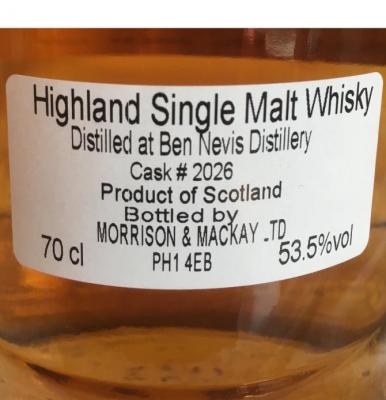 Highland Single Malt Whisky
Distilled at Ben Nevis Distillery
Cask # 2026
Product of Scotland
Bottled by
MORRISON & MACKAY _TD
70 cl PH1 4EB 53.5%vol